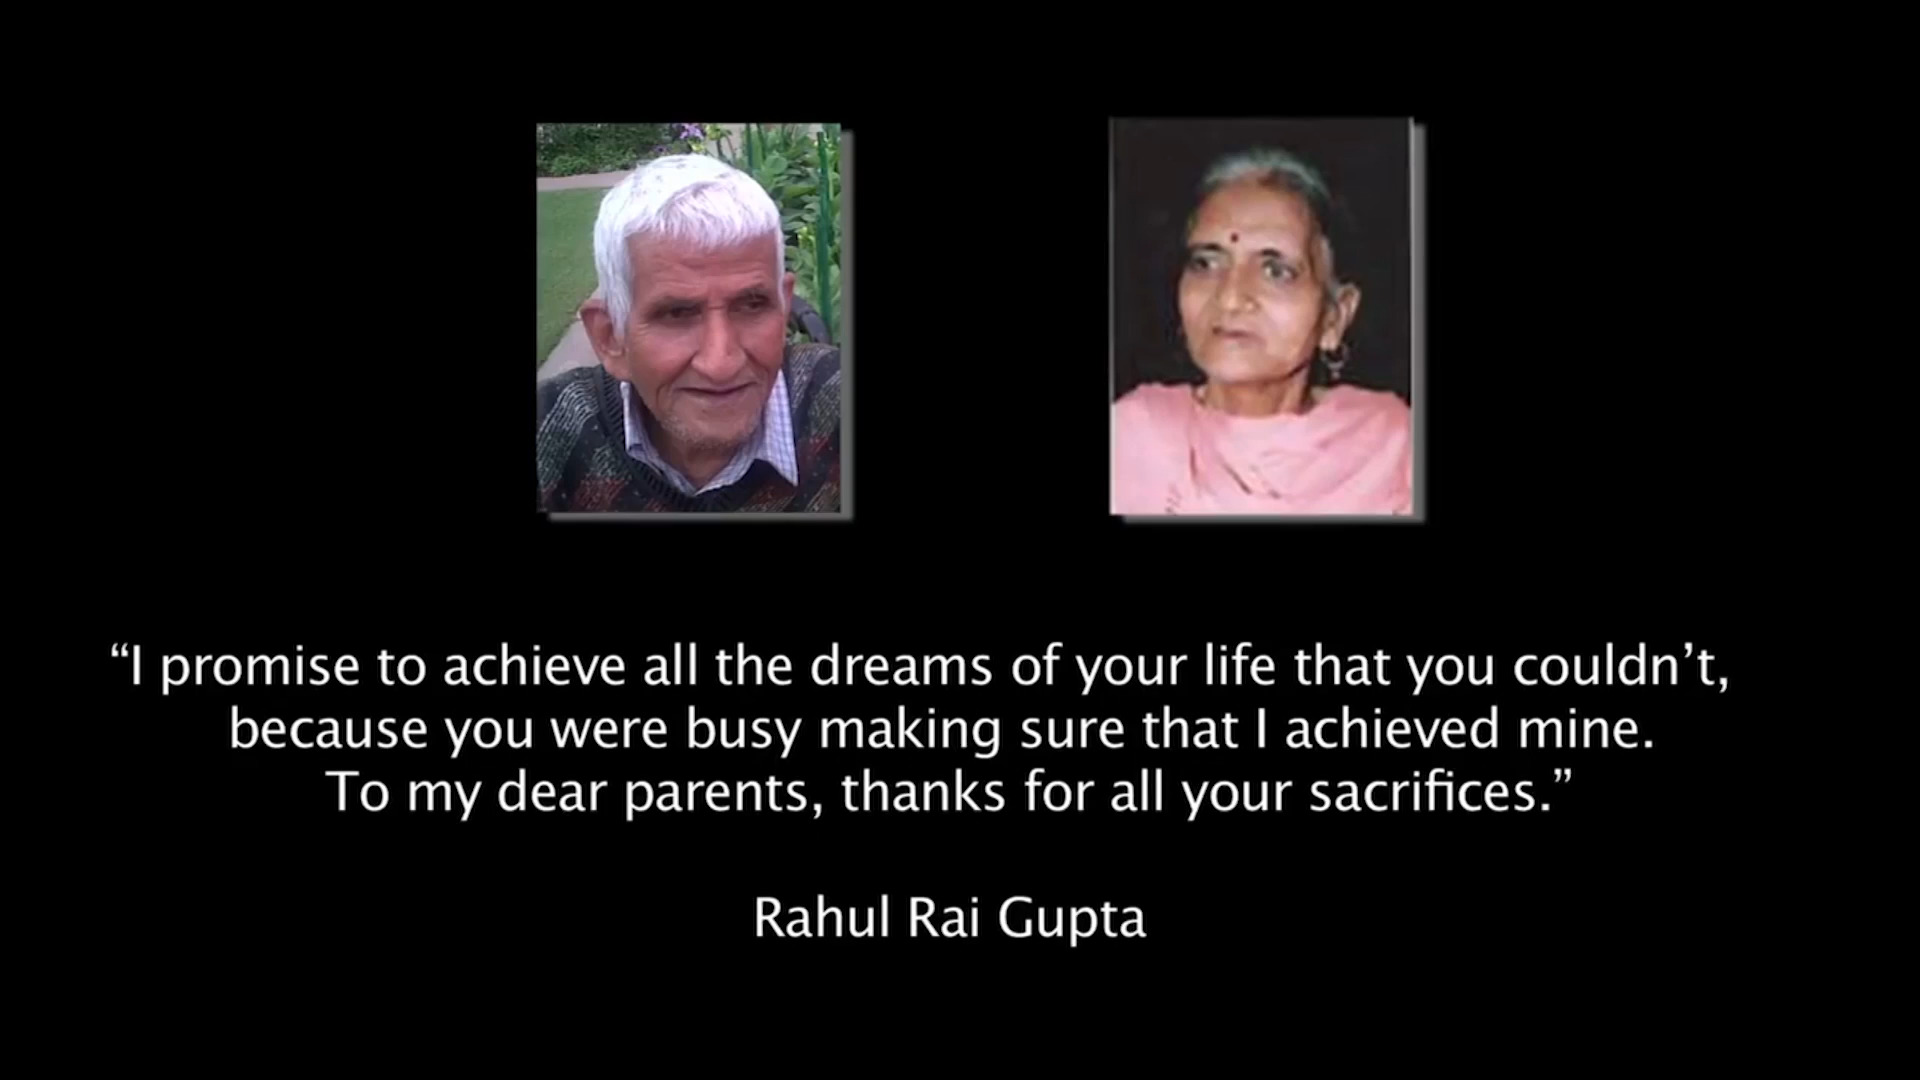 “I promise to achieve all the dreams of your life that you couldn’t,
because you were busy making sure that I achieved mine.
To my dear parents, thanks for all your sacrifices.”
Rahul Rai Gupta